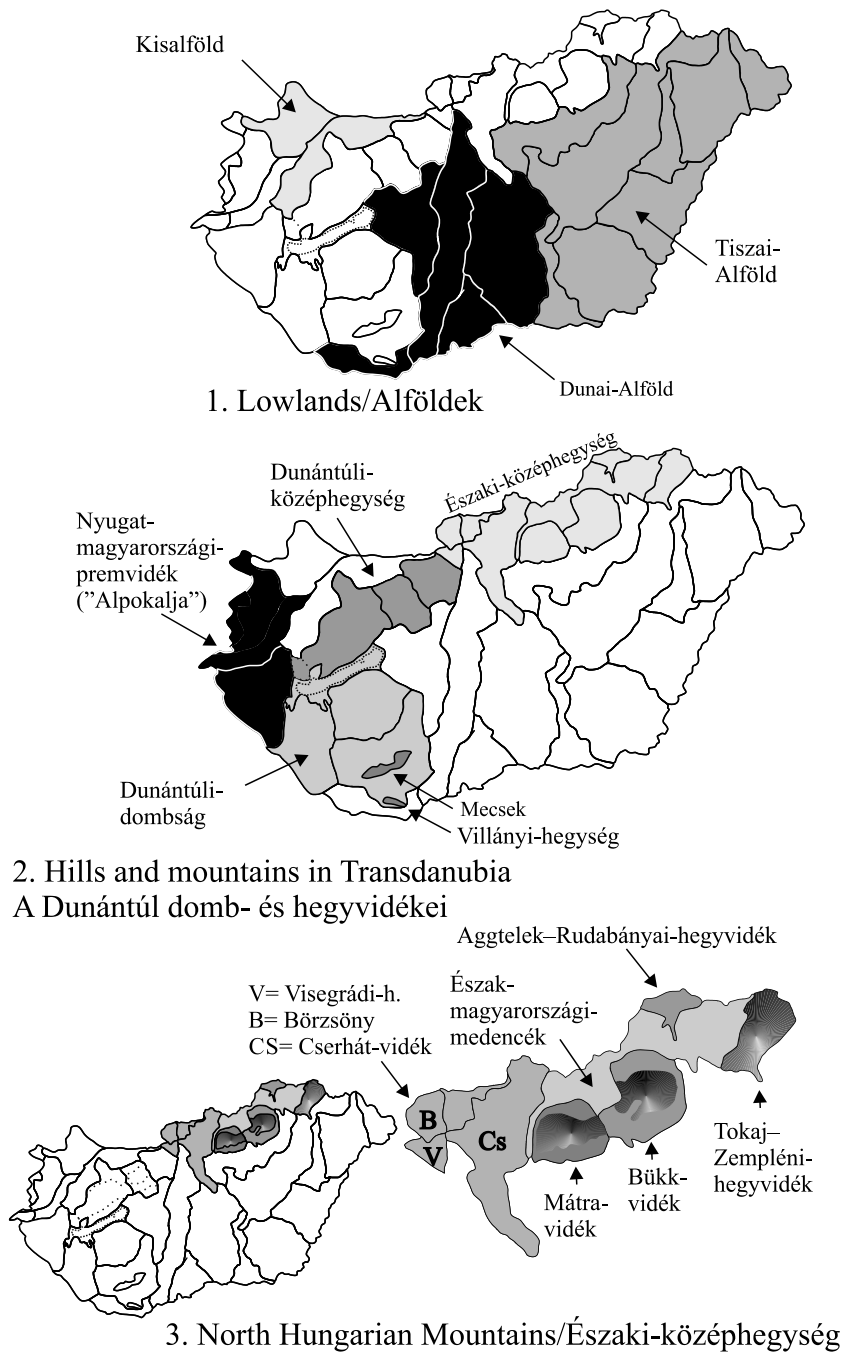 Kisalföld
Tiszai-
Alföld
Dunai-Alföld
1. Lowlands/Alföldek
Dunántúli-
középhegység
Északi-középhegység
Nyugat-
magyarországi-
premvidék
(”Alpokalja”)
Dunántúli-
dombság
Mecsek
Villányi-hegység
2. Hills and mountains in Transdanubia
A Dunántúl domb- és hegyvidékei
Aggtelek–Rudabányai-hegyvidék
V= Visegrádi-h.
B= Börzsöny
CS= Cserhát-vidék
Észak-
magyarországi-
medencék
B
V
Cs
Mátra-
vidék
Bükk-
vidék
Tokaj–
Zempléni-
hegyvidék
3. North Hungarian Mountains/Északi-középhegység